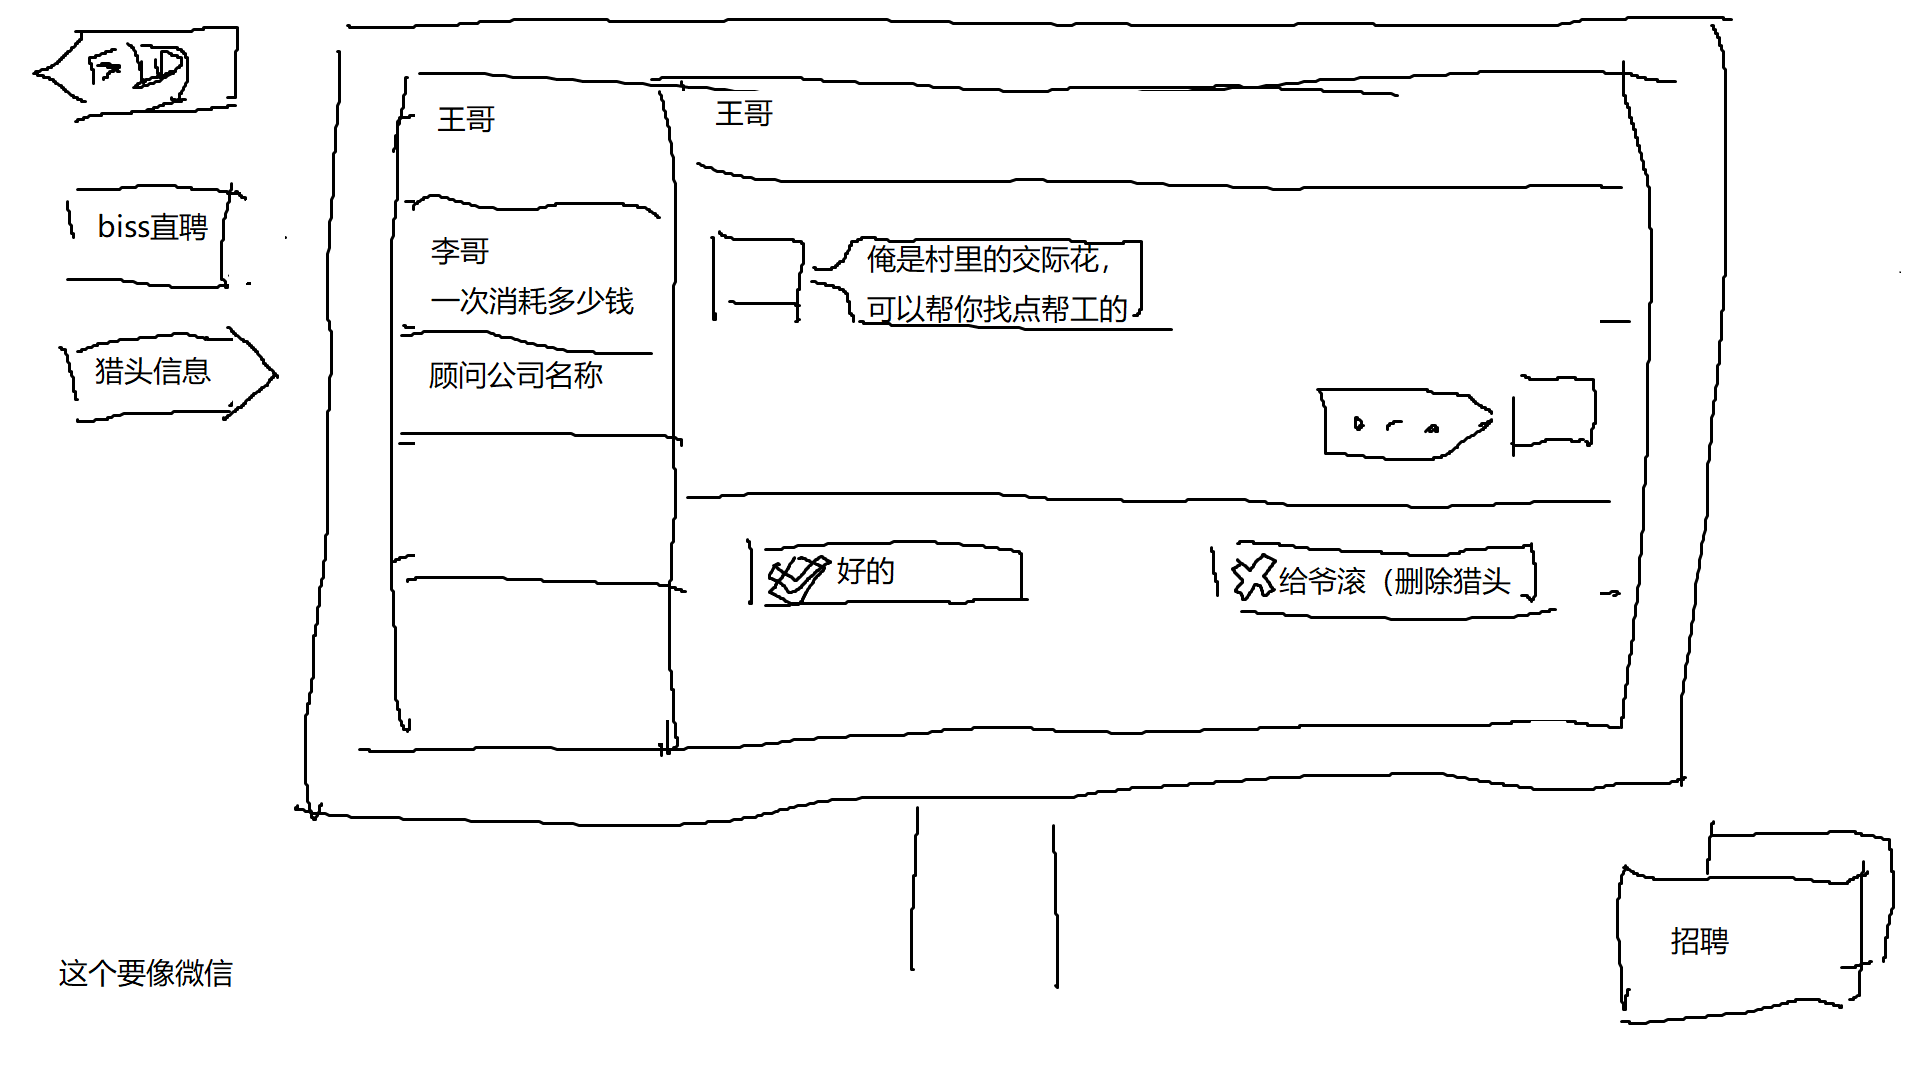 biss直聘
猎头信息
王哥
李哥
一次消耗多少钱
顾问公司名称
王哥
俺是村里的交际花，
可以帮你找点帮工的
好的
给爷滚（删除猎头
招聘
这个要像微信